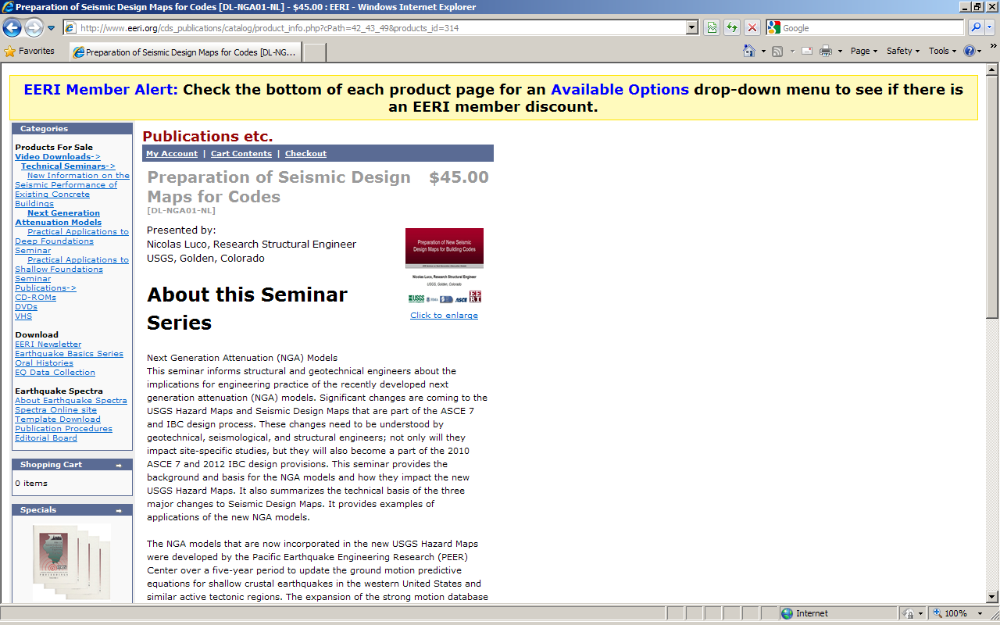 Preparation of Seismic Design Maps for Codes [DL-NGA01-NL] - $45.00 : EERI - Windows Internet Explorer
http://www.eeri.org/cds_publications/catalog/product_info.php?cPath=42_43_49&products_id=314
Google
Favorites
Preparation of Seismic Design Maps for Codes [DL-NG...
Page
Safety
Tools
EERI Member Alert: Check the bottom of each product page for an Available Options drop-down menu to see if there is
an EERI member discount.
Categories
Products For Sale
Video Downloads->
Technical Seminars->
New Information on the
Seismic Performance of
Existing Concrete
Buildings
Next Generation
Attenuation Models
Practical Applications to
Deep Foundations
Seminar
Practical Applications to
Shallow Foundations
Seminar
Publications->
CD-ROMs
DVDs
VHS
Download
EERI Newsletter
Earthquake Basics Series
Oral Histories
EQ Data Collection
Earthquake Spectra
About Earthquake Spectra
Spectra Online site
Template Download
Publication Procedures
Editorial Board
Shopping Cart
0 items
Specials
Publications etc.
My Account | Cart Contents | Checkout
Preparation of Seismic Design $45.00
Maps for Codes
[DL-NGA01-NL]
Presented by:
Nicolas Luco, Research Structural Engineer
USGS, Golden, Colorado
Preparation of New Seismic
Design Maps for Building Codes
Nicolas Luco, Research Structural Engineer
USGS, Golden, Colorado
USGS
ASCE
EE
RI
Click to enlarge
About this Seminar
Series
Next Generation Attenuation (NGA) Models
This seminar informs structural and geotechnical engineers about the
implications for engineering practice of the recently developed next
generation attenuation (NGA) models. Significant changes are coming to the
USGS Hazard Maps and Seismic Design Maps that are part of the ASCE 7
and IBC design process. These changes need to be understood by
geotechnical, seismological, and structural engineers; not only will they
impact site-specific studies, but they will also become a part of the 2010
ASCE 7 and 2012 IBC design provisions. This seminar provides the
background and basis for the NGA models and how they impact the new
USGS Hazard Maps. It also summarizes the technical basis of the three
major changes to Seismic Design Maps. It provides examples of
applications of the new NGA models.
The NGA models that are now incorporated in the new USGS Hazard Maps
were developed by the Pacific Earthquake Engineering Research (PEER)
Center over a five-year period to update the ground motion predictive
equations for shallow crustal earthquakes in the western United States and
similar active tectonic regions. The expansion of the strong motion database
Internet
100%